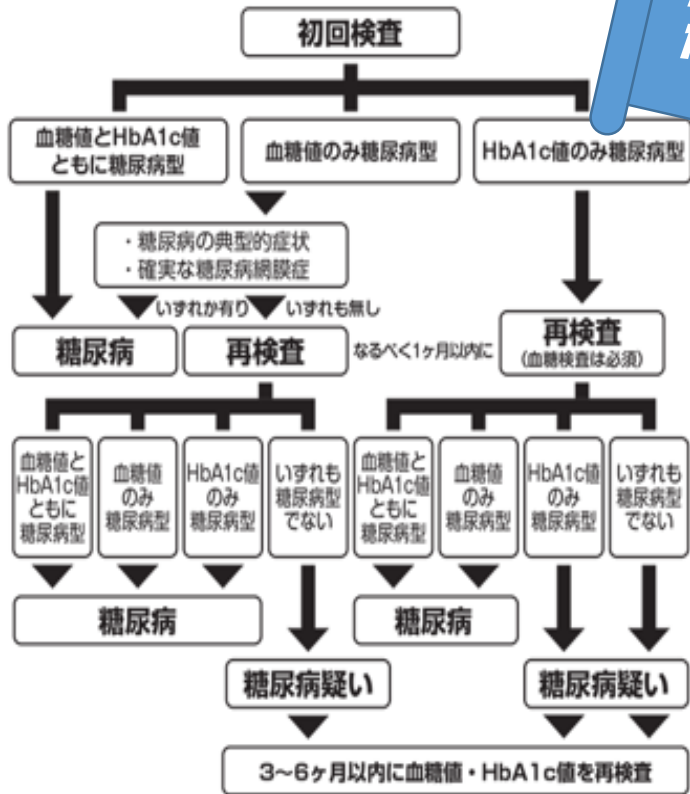 初回検査
血糖値とHbA1c値
ともに糖尿病型
血糖値のみ糖尿病型
HbA1c値のみ糖尿病型
・糖尿病の典型的症状
・確実な糖尿病網膜症
いずれか有り
いずれも無し
糖尿病
再検査
なるべく1ヶ月以内に
再検査
(血糖検査は必須)
血糖値と
HbA1c値
ともに
糖尿病型
血糖値
のみ
糖尿病型
HbA1c値
のみ
糖尿病型
いずれも
糖尿病型
でない
血糖値と
HbA1c値
ともに
糖尿病型
血糖値
のみ
糖尿病型
HbA1c値
のみ
糖尿病型
いずれも
糖尿病型
でない
糖尿病
糖尿病
糖尿病疑い
糖尿病疑い
3~6ヶ月以内に血糖値・HbA1c値を再検査